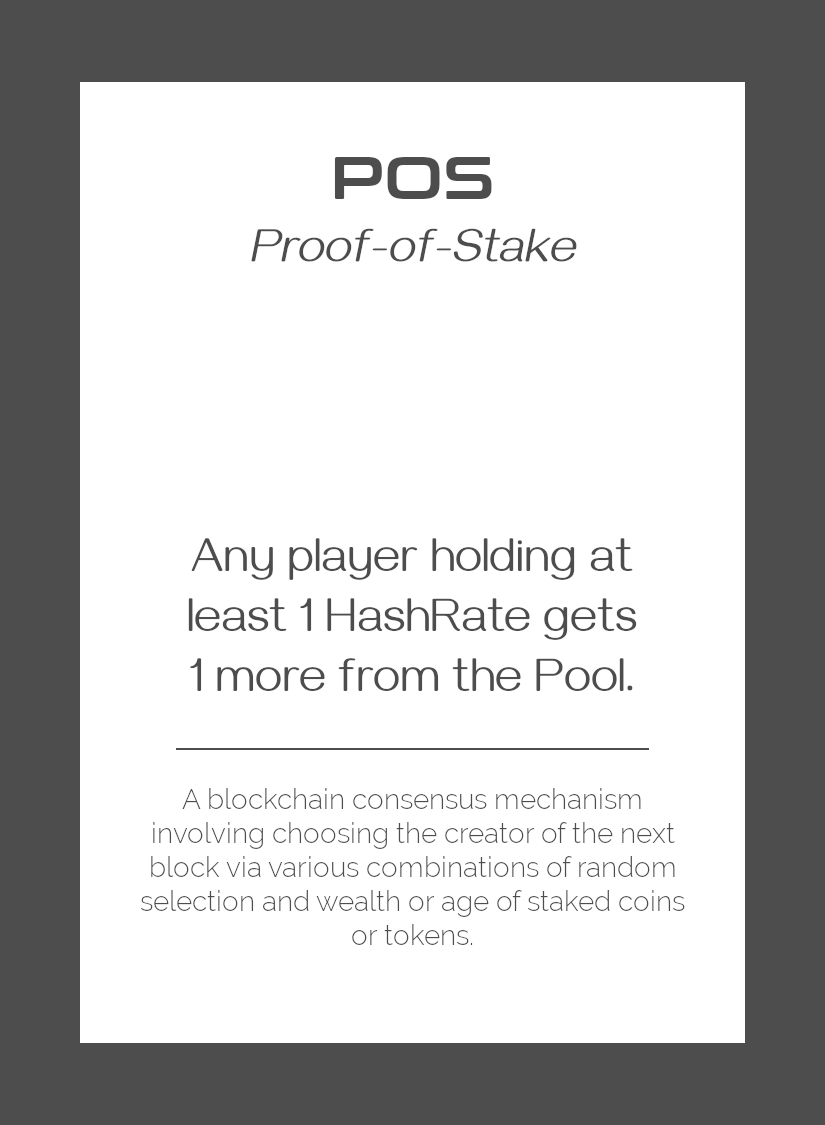 POS
Proof-of-Stake
Any player holding at
least 1 HashRate gets
1 more from the Pool.
A blockchain consensus mechanism
involving choosing the creator of the next
block via various combinations of random
selection and wealth or age of staked coins
or tokens.